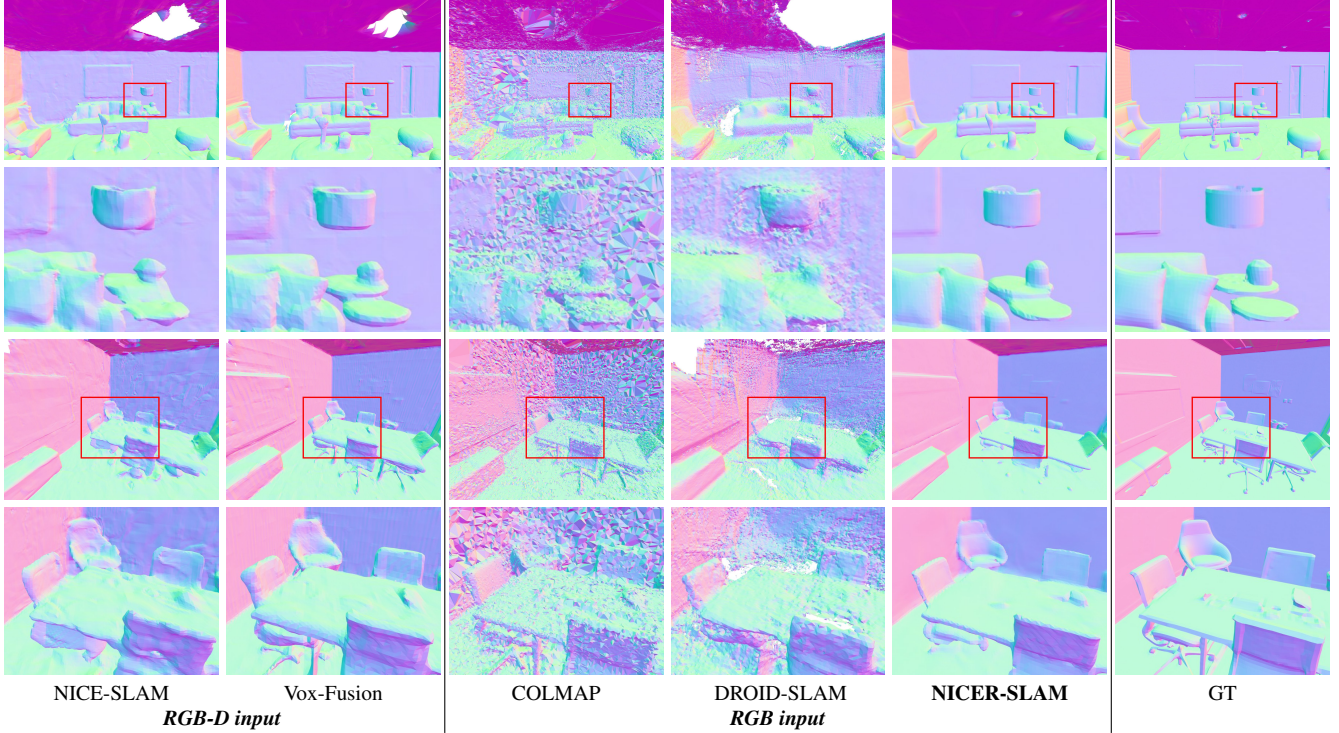 NICE-SLAM Vox-Fusion COLMAP DROID-SLAM NICER-SLAM GT
RGB-D input RGB input